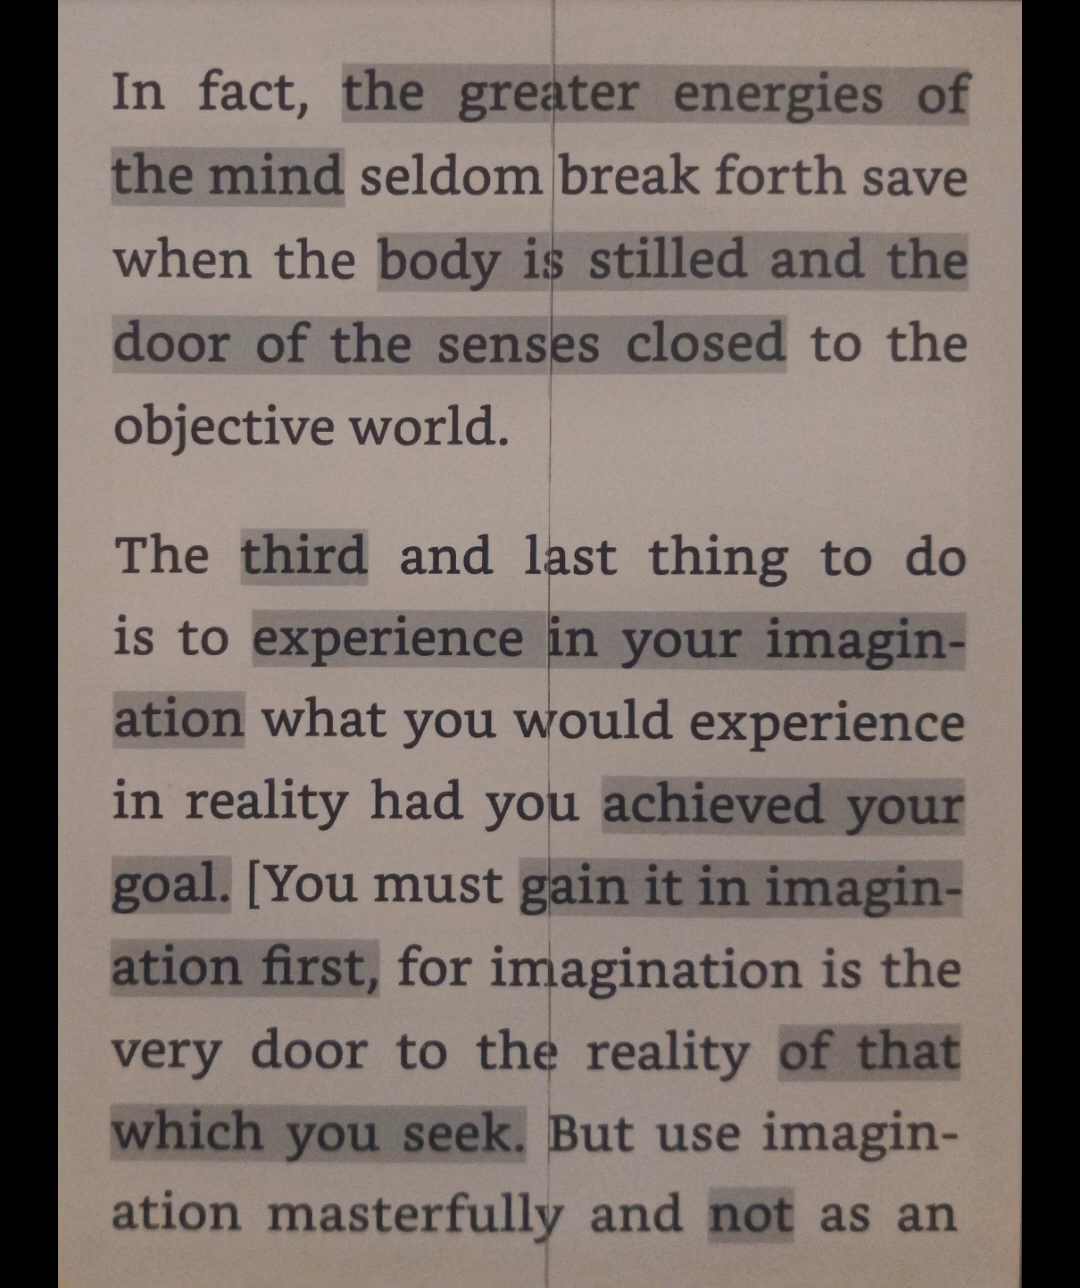 In fact, the greater energies of
the mind seldom break forth save
when the body is stilled and the
door of the senses closed to the
objective world.
The third and last thing to do
is to experience in your imagin-
ation what you would experience
in reality had you achieved your
goal. [You must gain it in imagin-
ation first, for imagination is the
very door to the reality of that
which you seek. But use imagin-
ation masterfully and not as an